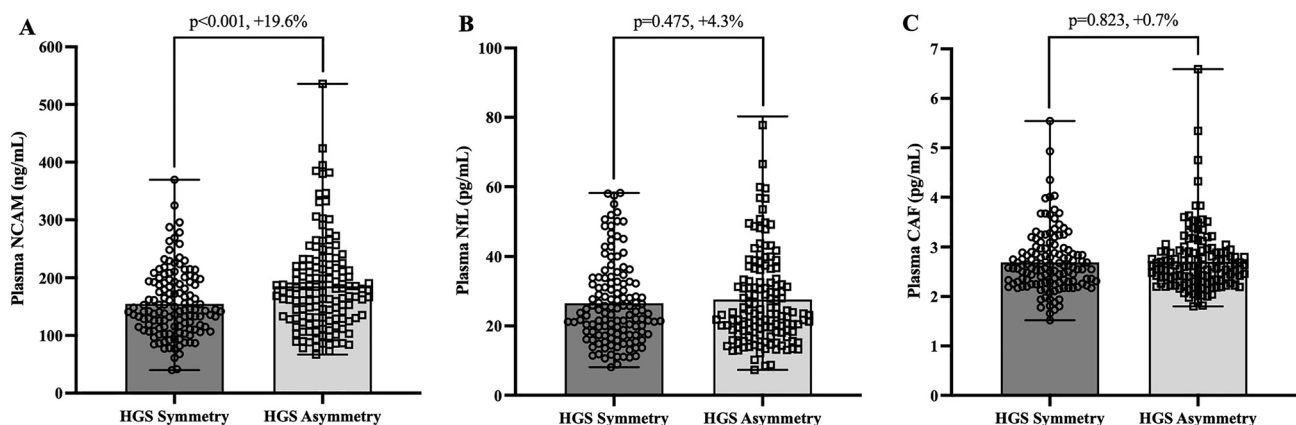 A
p<0.001, +19.6%
Plasma NCAM (ng/mL)
600
500
400
300
200
100
0
HGS Symmetry HGS Asymmetry
B
p=0.475, +4.3%
Plasma NfL (pg/mL)
100
80
60
40
20
0
HGS Symmetry HGS Asymmetry
C
p=0.823, +0.7%
Plasma CAF (pg/mL)
7
6
5
4
3
2
1
0
HGS Symmetry HGS Asymmetry